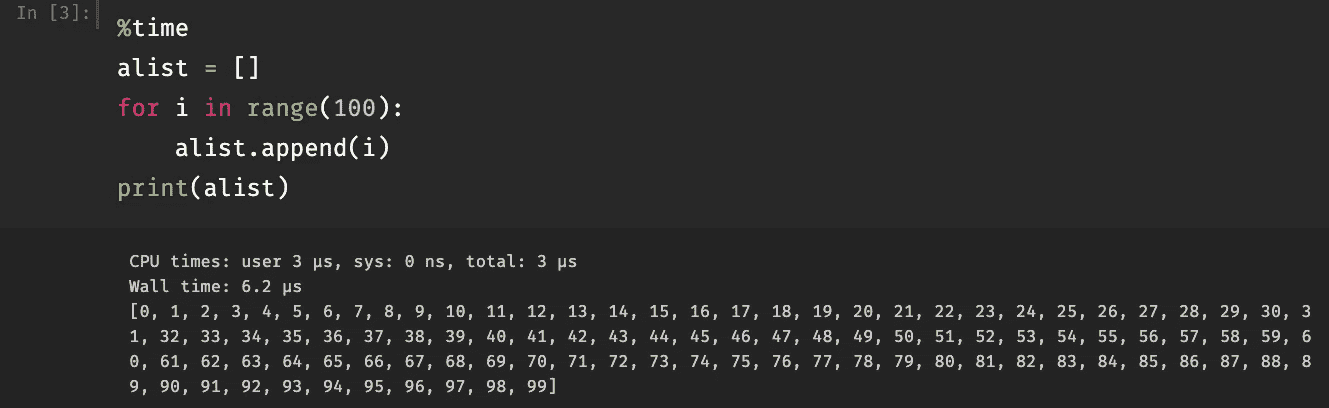 In [3]:
%time
alist = []
for i in range(100):
    alist.append(i)
print(alist)
CPU times: user 3 µs, sys: 0 ns, total: 3 µs
Wall time: 6.2 µs
[0, 1, 2, 3, 4, 5, 6, 7, 8, 9, 10, 11, 12, 13, 14, 15, 16, 17, 18, 19, 20, 21, 22, 23, 24, 25, 26, 27, 28, 29, 30, 3
1, 32, 33, 34, 35, 36, 37, 38, 39, 40, 41, 42, 43, 44, 45, 46, 47, 48, 49, 50, 51, 52, 53, 54, 55, 56, 57, 58, 59, 6
0, 61, 62, 63, 64, 65, 66, 67, 68, 69, 70, 71, 72, 73, 74, 75, 76, 77, 78, 79, 80, 81, 82, 83, 84, 85, 86, 87, 88, 8
9, 90, 91, 92, 93, 94, 95, 96, 97, 98, 99]